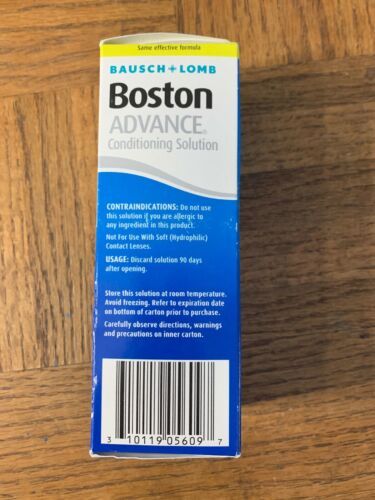 Same effective formula
BAUSCH + LOMB
Boston
ADVANCE®
Conditioning Solution
CONTRAINDICATIONS: Do not use
this solution if you are allergic to
any ingredient in this product.
Not For Use With Soft (Hydrophilic)
Contact Lenses.
USAGE: Discard solution 90 days
after opening.
Store this solution at room temperature.
Avoid freezing. Refer to expiration date
on bottom of carton prior to purchase.
Carefully observe directions, warnings
and precautions on inner carton.
3 10119 05609 7